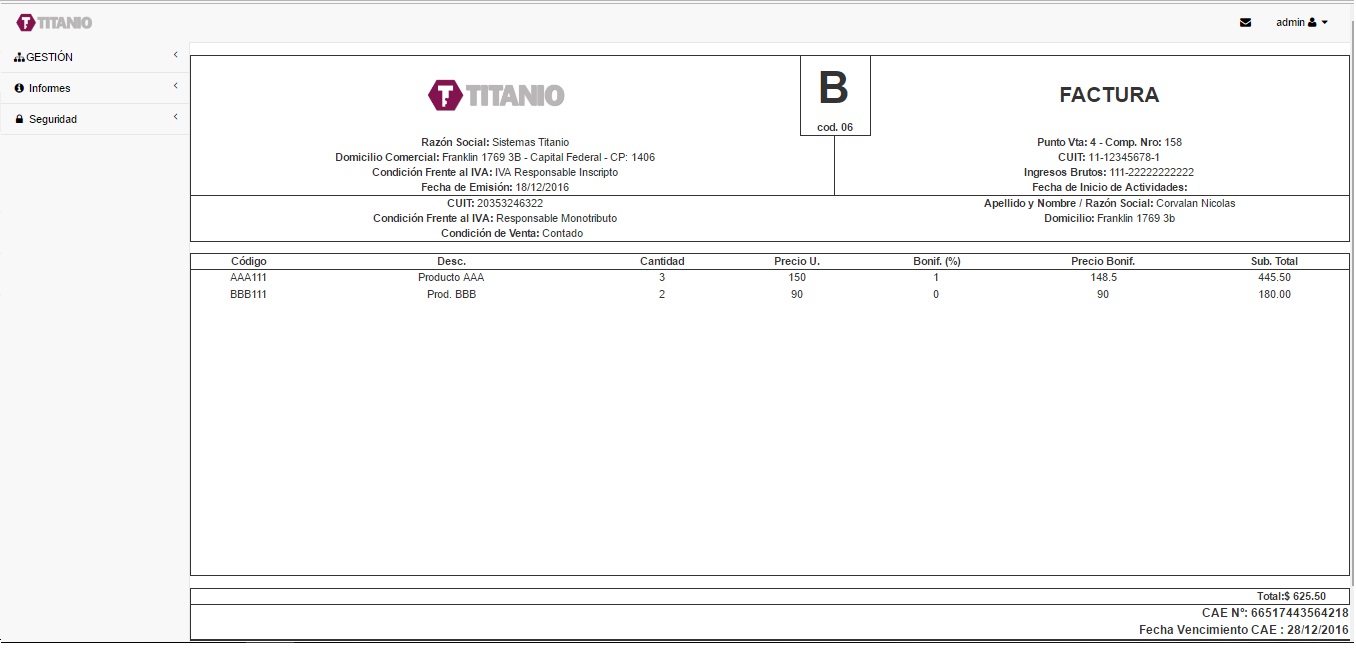 TITANIO
admin
GESTIÓN
Informes
Seguridad
TITANIO
B
cod. 06
FACTURA
Razón Social: Sistemas Titanio
Domicilio Comercial: Franklin 1769 3B - Capital Federal - CP: 1406
Condición Frente al IVA: IVA Responsable Inscripto
Fecha de Emisión: 18/12/2016
Punto Vta: 4 - Comp. Nro: 158
CUIT: 11-12345678-1
Ingresos Brutos: 111-22222222222
Fecha de Inicio de Actividades:
CUIT: 20353246322
Condición Frente al IVA: Responsable Monotributo
Condición de Venta: Contado
Apellido y Nombre / Razón Social: Corvalan Nicolas
Domicilio: Franklin 1769 3b
Código Desc. Cantidad Precio U. Bonif. (%) Precio Bonif. Sub. Total
AAA111 Producto AAA 3 150 1 148.5 445.50
BBB111 Prod. BBB 2 90 0 90 180.00
Total:$ 625.50
CAE Nº: 66517443564218
Fecha Vencimiento CAE : 28/12/2016